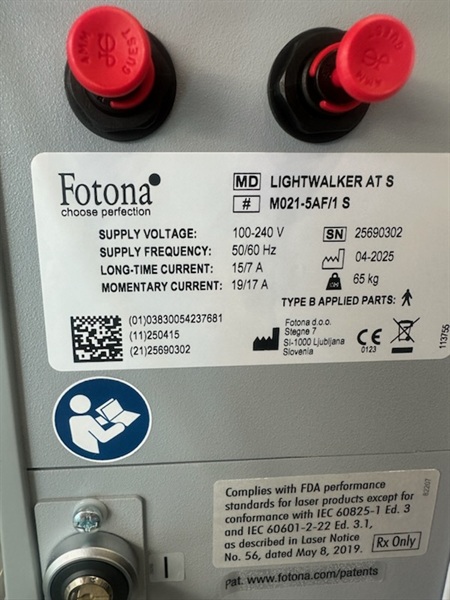 AMM GUEST
GUEST AMM
Fotona
choose perfection
MD LIGHTWALKER AT S
# M021-5AF/1 S
SUPPLY VOLTAGE: 100-240 V
SUPPLY FREQUENCY: 50/60 Hz
LONG-TIME CURRENT: 15/7 A
MOMENTARY CURRENT: 19/17 A
SN 25690302
04-2025
65 kg
TYPE B APPLIED PARTS:
(01)03830054237681
(11)250415
(21)25690302
Fotona d.o.o.
Stegne 7
SI-1000 Ljubljana
Slovenia
CE
0123
113755
Complies with FDA performance
standards for laser products except for
conformance with IEC 60825-1 Ed. 3
and IEC 60601-2-22 Ed. 3.1,
as described in Laser Notice
No. 56, dated May 8, 2019.
Rx Only
pat. www.fotona.com/patents
I